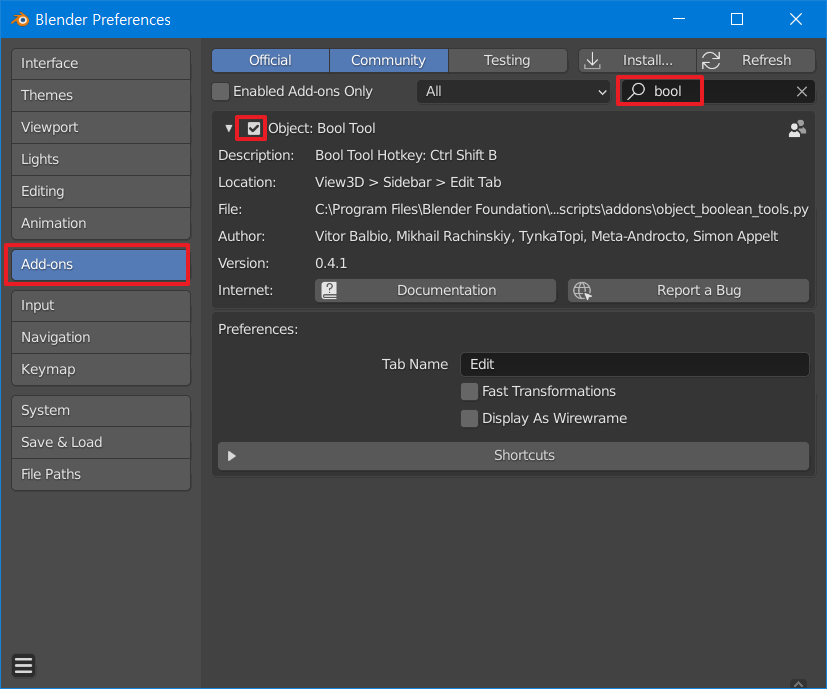 Blender Preferences
Interface
Themes
Viewport
Lights
Editing
Animation
Add-ons
Input
Navigation
Keymap
System
Save & Load
File Paths
Official Community Testing Install... Refresh
Enabled Add-ons Only All bool
Object: Bool Tool
Description: Bool Tool Hotkey: Ctrl Shift B
Location: View3D > Sidebar > Edit Tab
File: C:\Program Files\Blender Foundation\...scripts\addons\object_boolean_tools.py
Author: Vitor Balbio, Mikhail Rachinskiy, TynkaTopi, Meta-Androcto, Simon Appelt
Version: 0.4.1
Internet: Documentation Report a Bug
Preferences:
Tab Name Edit
Fast Transformations
Display As Wirewrame
Shortcuts